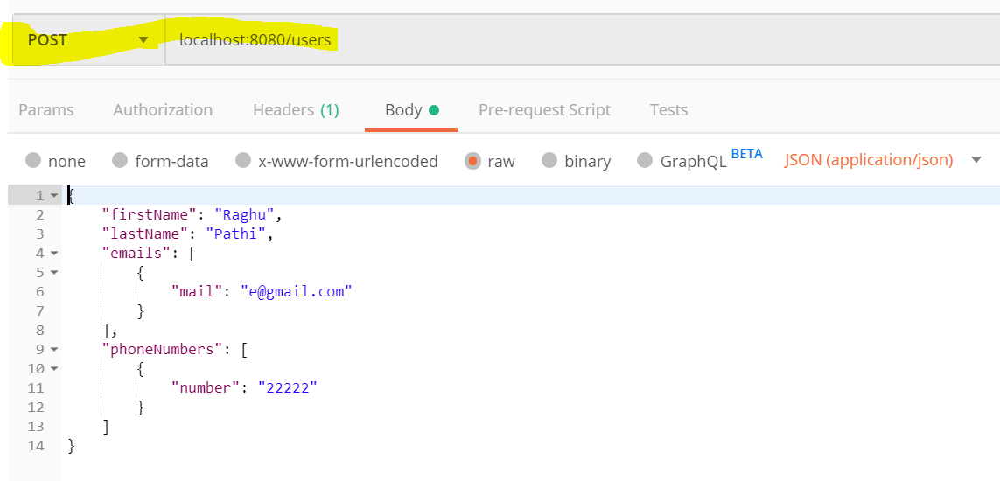 POST localhost:8080/users
Params Authorization Headers (1) Body Pre-request Script Tests
none form-data x-www-form-urlencoded raw binary GraphQL BETA JSON (application/json)
1 {
2 "firstName": "Raghu",
3 "lastName": "Pathi",
4 "emails": [
5 {
6 "mail": "e@gmail.com"
7 }
8 ],
9 "phoneNumbers": [
10 {
11 "number": "22222"
12 }
13 ]
14 }